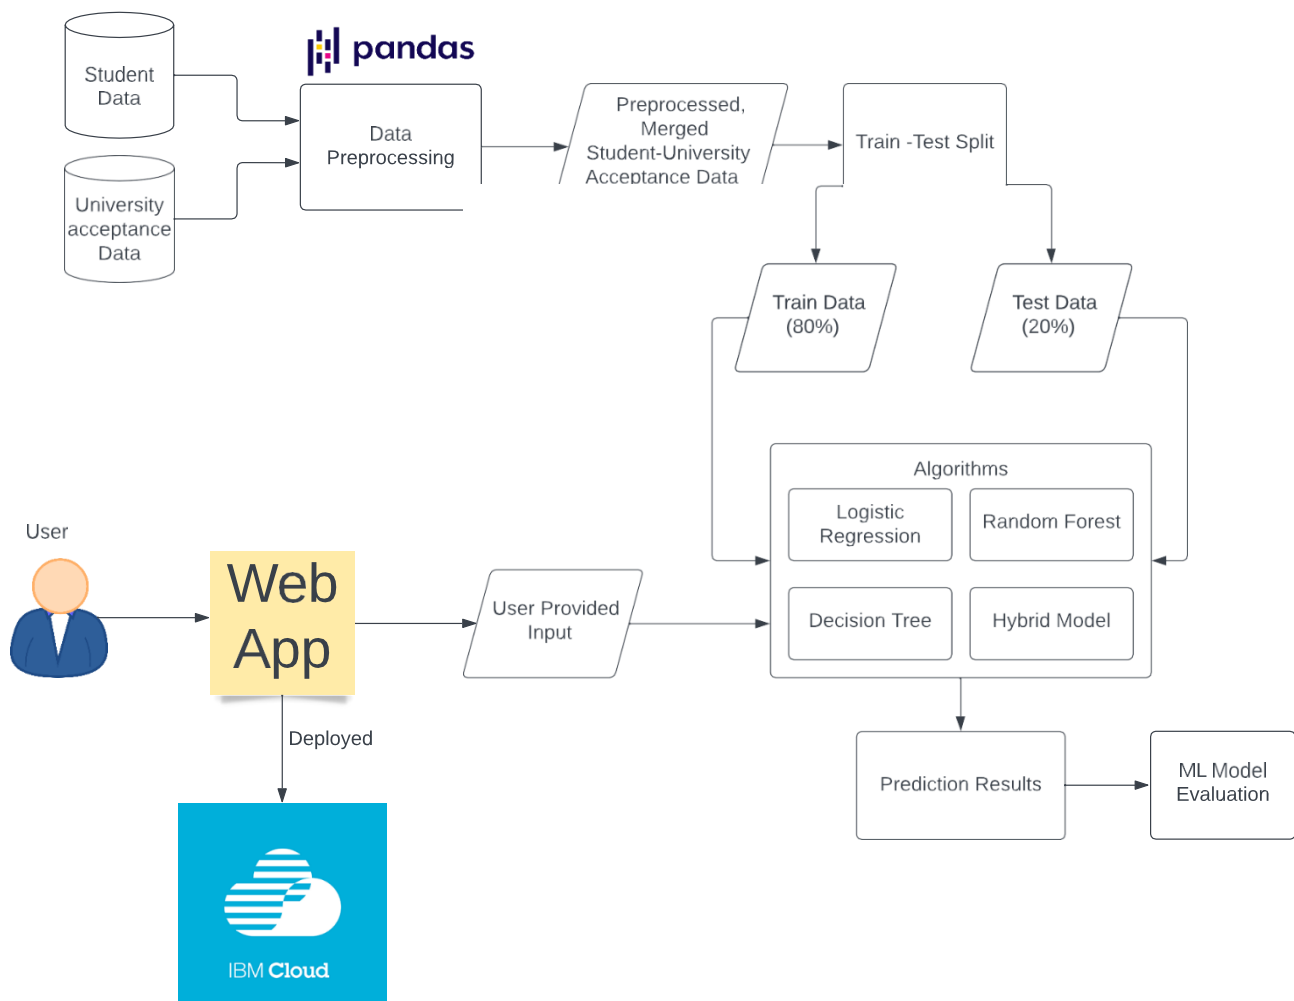 pandas
Student
Data
Data
Preprocessing
Preprocessed,
Merged
Student-University
Acceptance Data
Train -Test Split
University
acceptance
Data
Train Data
(80%)
Test Data
(20%)
Algorithms
Logistic
Regression
Random Forest
Decision Tree
Hybrid Model
User
Web
App
User Provided
Input
Deployed
Prediction Results
ML Model
Evaluation
IBM Cloud